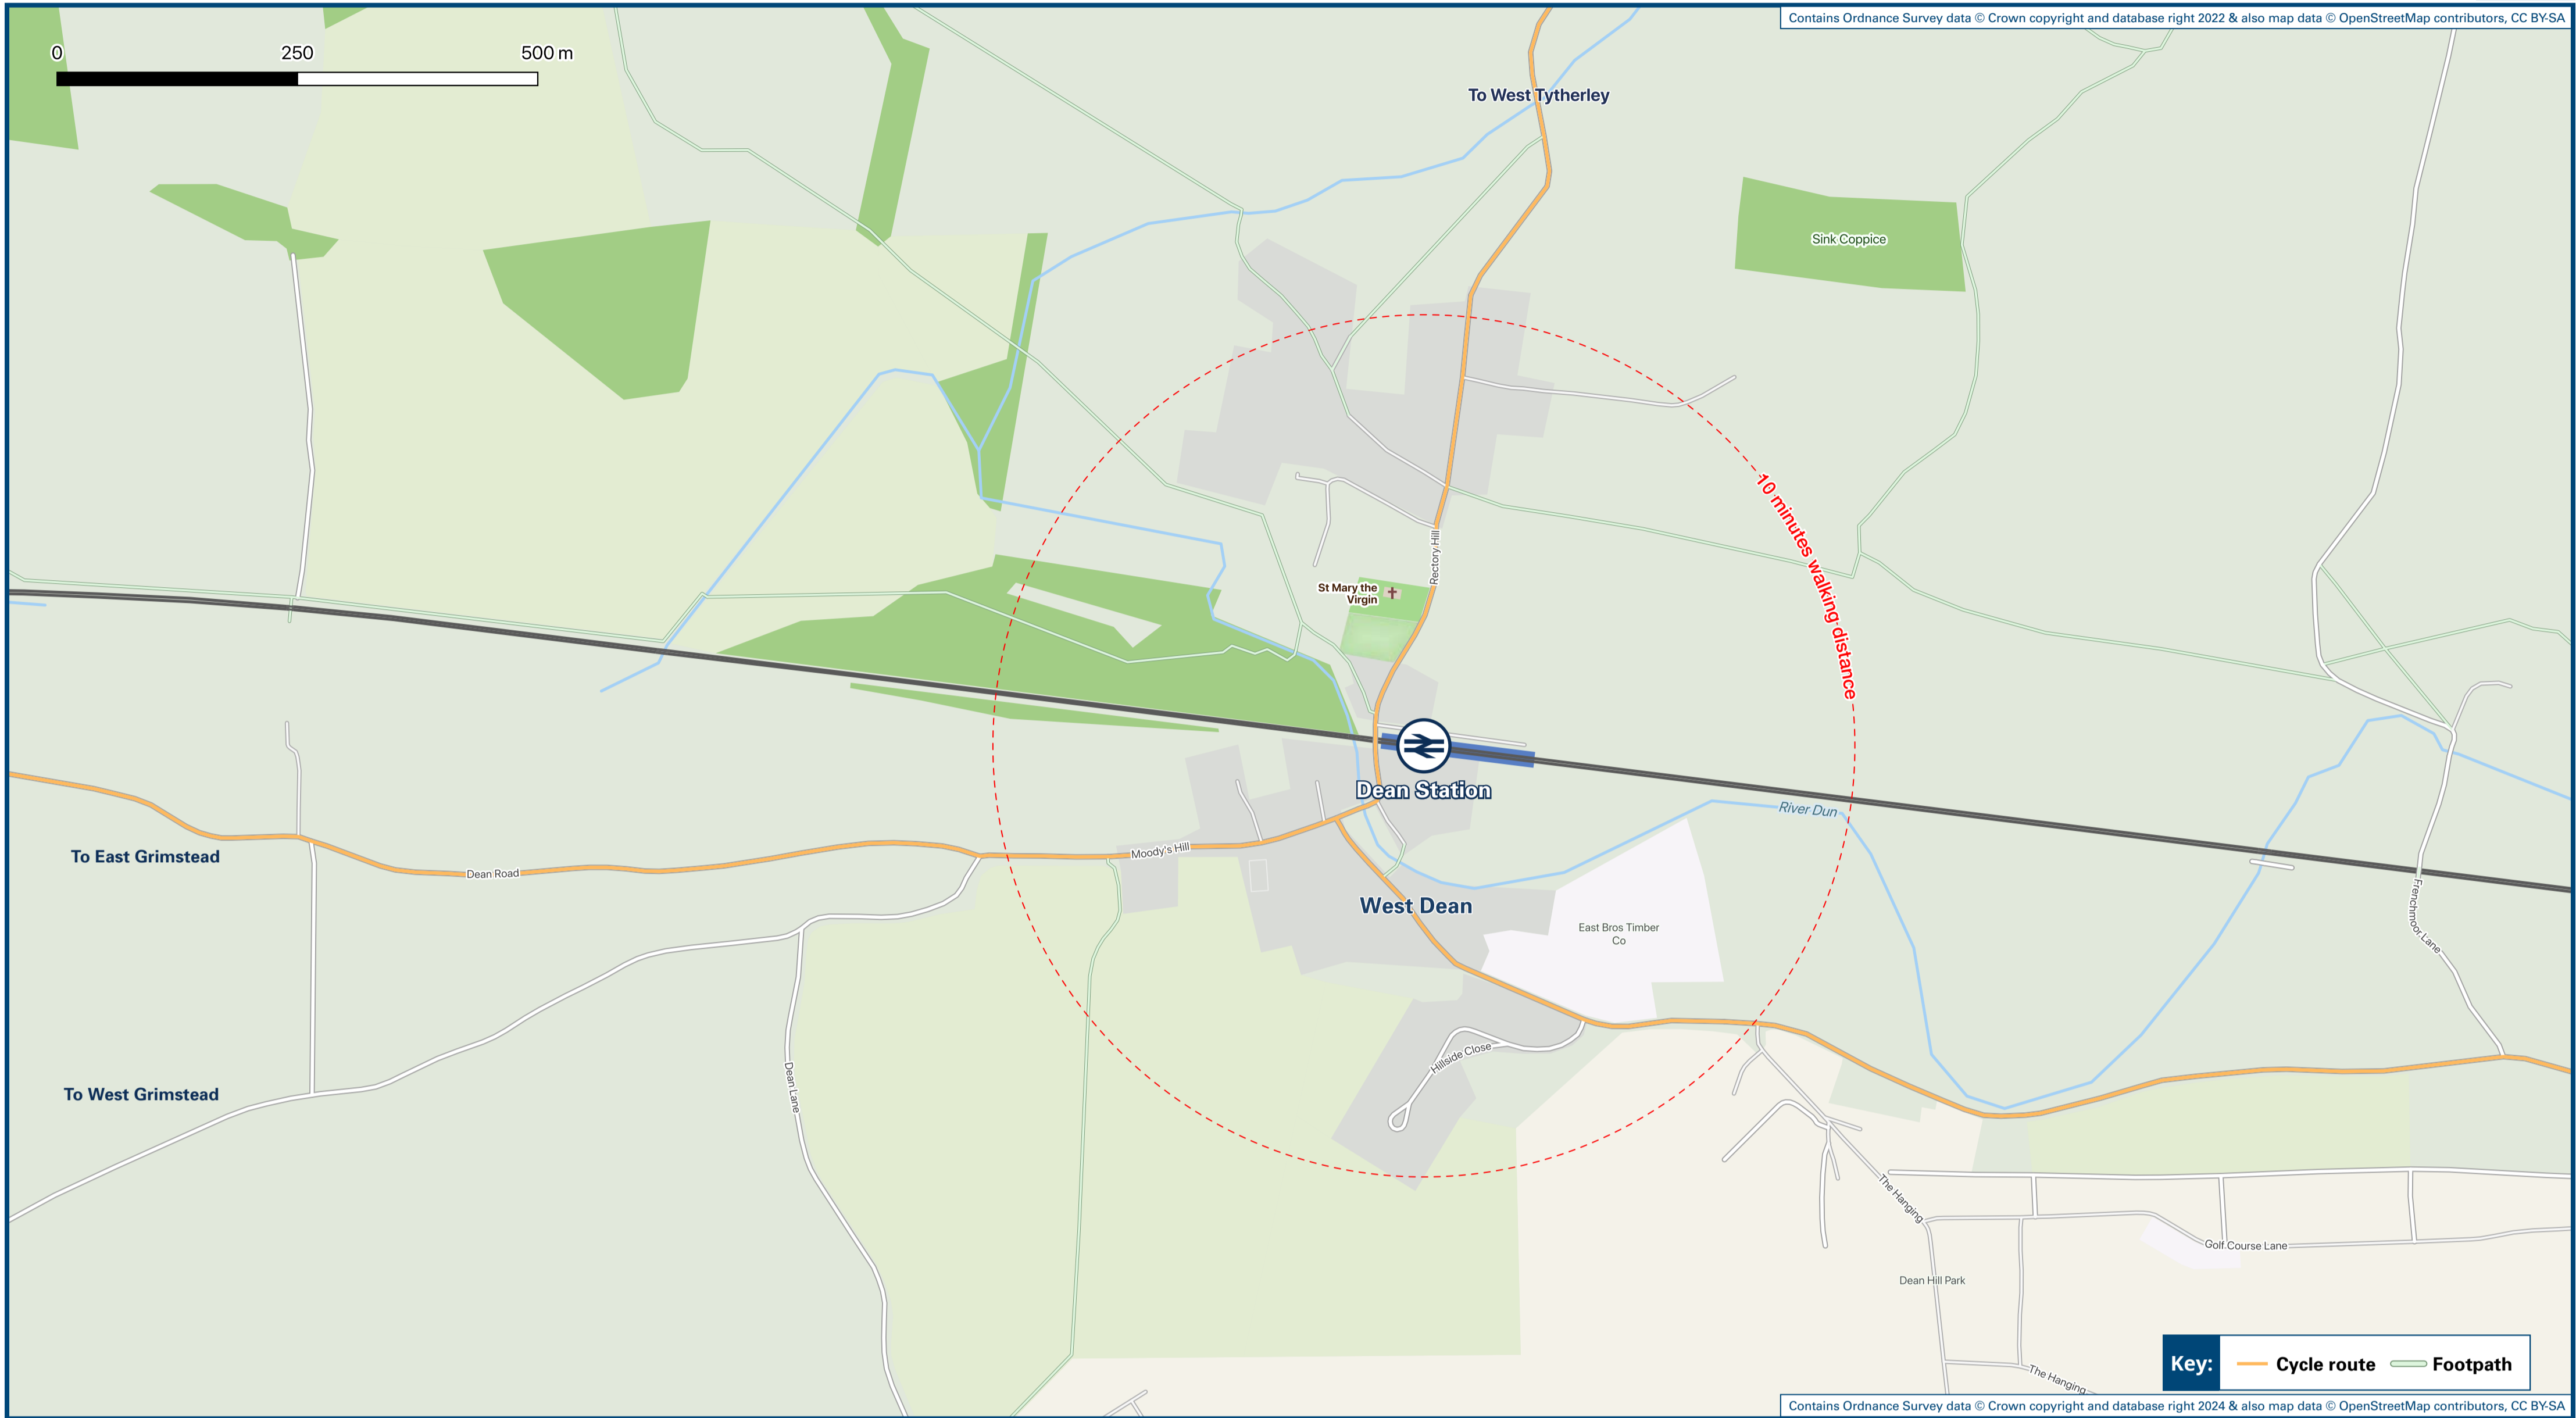 Contains Ordnance Survey data © Crown copyright and database right 2022 & also map data © OpenStreetMap contributors, CC BY-SA
0 250 500 m
To West Tytherley
Sink Coppice
10 minutes walking distance
Rectory Hill
St Mary the
Virgin
Dean Station
River Dun
Moody's Hill
To East Grimstead
Dean Road
West Dean
East Bros Timber
Co
Frenchmoor Lane
Hillside Close
Dean Lane
To West Grimstead
The Hanging
Golf Course Lane
Dean Hill Park
The Hanging
Key: Cycle route Footpath
Contains Ordnance Survey data © Crown copyright and database right 2024 & also map data © OpenStreetMap contributors, CC BY-SA